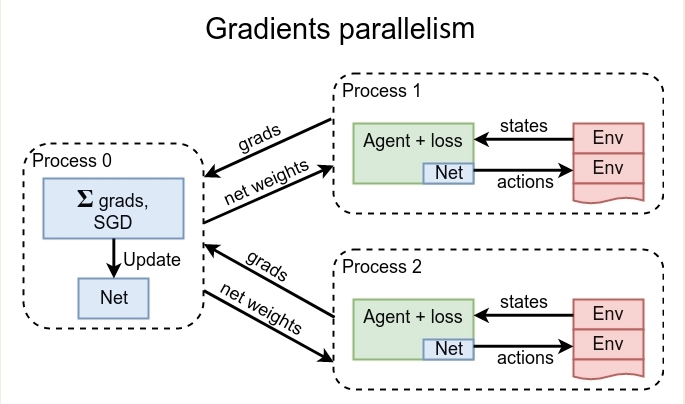 Gradients parallelism
Process 0
Σ grads,
SGD
Update
Net
grads
net weights
grads
net weights
Process 1
Agent + loss
Net
states
actions
Env
Env
Process 2
Agent + loss
Net
states
actions
Env
Env